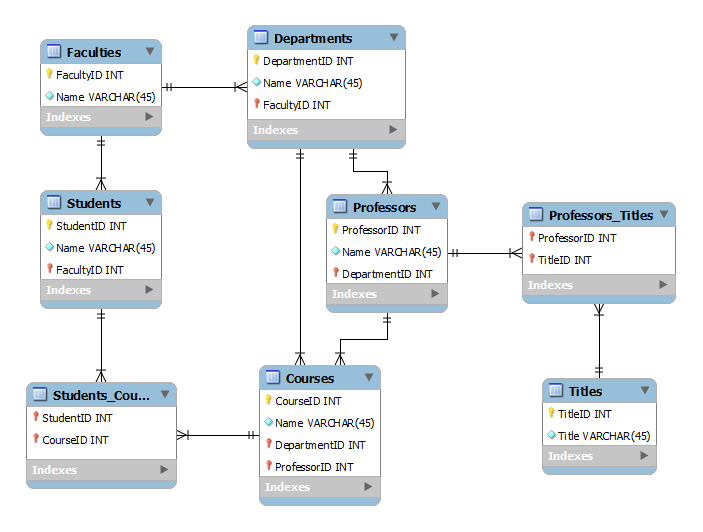 Faculties
FacultyID INT
Name VARCHAR(45)
Indexes
Departments
DepartmentID INT
Name VARCHAR(45)
FacultyID INT
Indexes
Students
StudentID INT
Name VARCHAR(45)
FacultyID INT
Indexes
Professors
ProfessorID INT
Name VARCHAR(45)
DepartmentID INT
Indexes
Professors_Titles
ProfessorID INT
TitleID INT
Indexes
Students_Cou...
StudentID INT
CourseID INT
Indexes
Courses
CourseID INT
Name VARCHAR(45)
DepartmentID INT
ProfessorID INT
Indexes
Titles
TitleID INT
Title VARCHAR(45)
Indexes